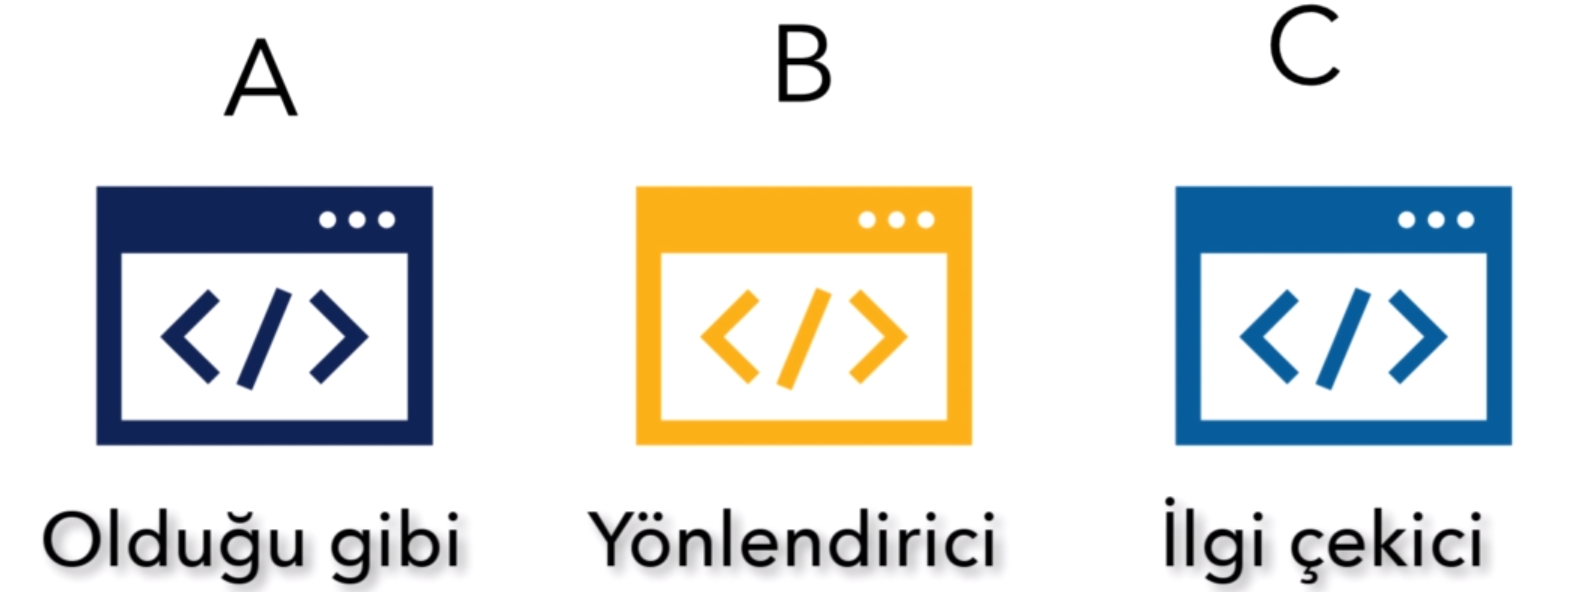 A
B
C
</>
</>
</>
Olduğu gibi
Yönlendirici
İlgi çekici